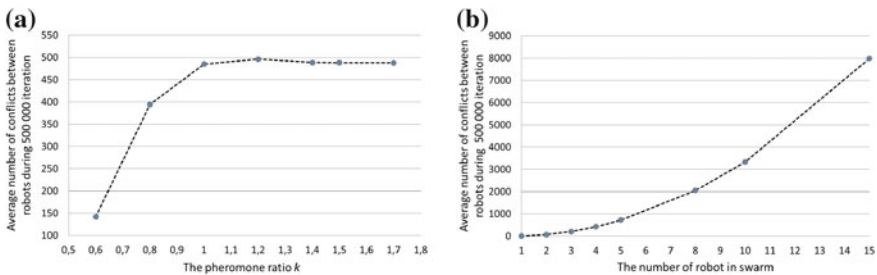 (a)
Average number of conflicts between
robots during 500 000 iteration
550
500
450
400
350
300
250
200
150
100
0,5 0,6 0,7 0,8 0,9 1 1,1 1,2 1,3 1,4 1,5 1,6 1,7 1,8
The pheromone ratio k
(b)
Average number of conflicts between
robots during 500 000 iteration
9000
8000
7000
6000
5000
4000
3000
2000
1000
0
1 2 3 4 5 6 7 8 9 10 11 12 13 14 15
The number of robot in swarm